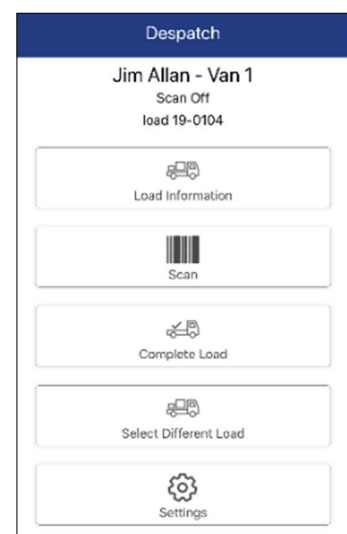 Despatch
Jim Allan - Van 1
Scan Off
load 19-0104
Load Information
Scan
Complete Load
Select Different Load
Settings